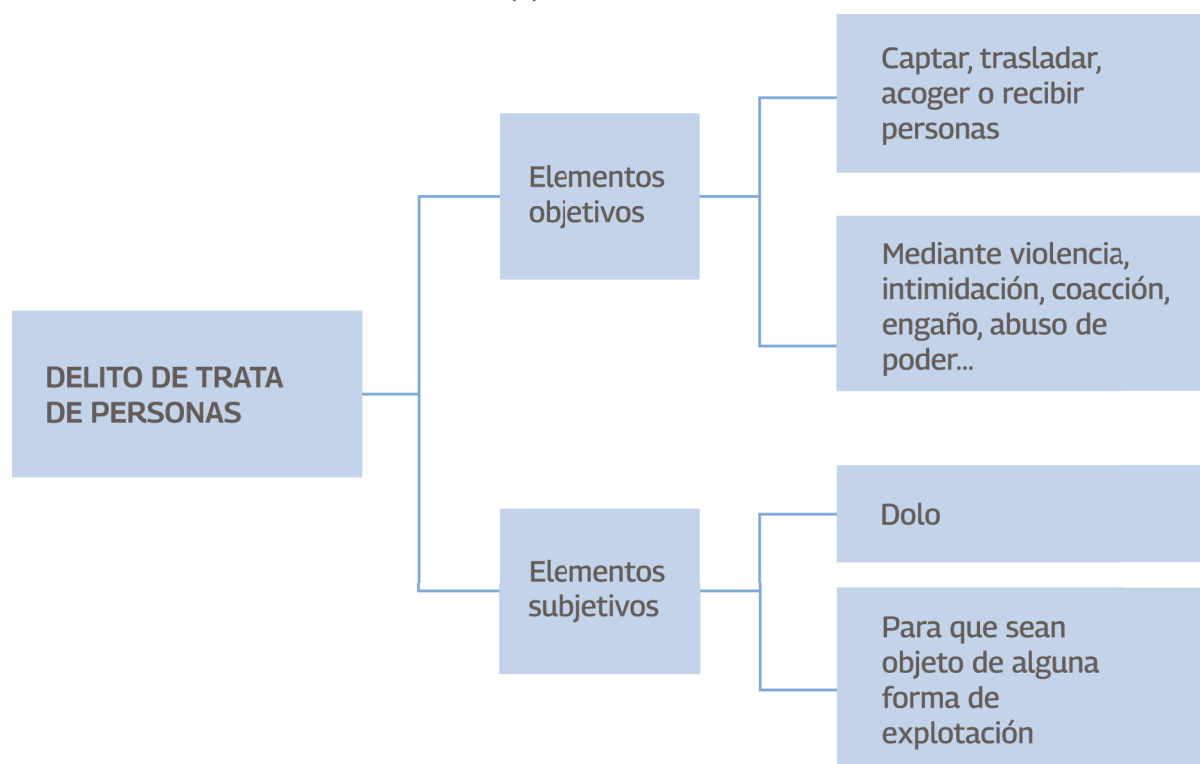 DELITO DE TRATA
DE PERSONAS
Elementos
objetivos
Captar, trasladar,
acoger o recibir
personas
Mediante violencia,
intimidación, coacción,
engaño, abuso de
poder...
Elementos
subjetivos
Dolo
Para que sean
objeto de alguna
forma de
explotación